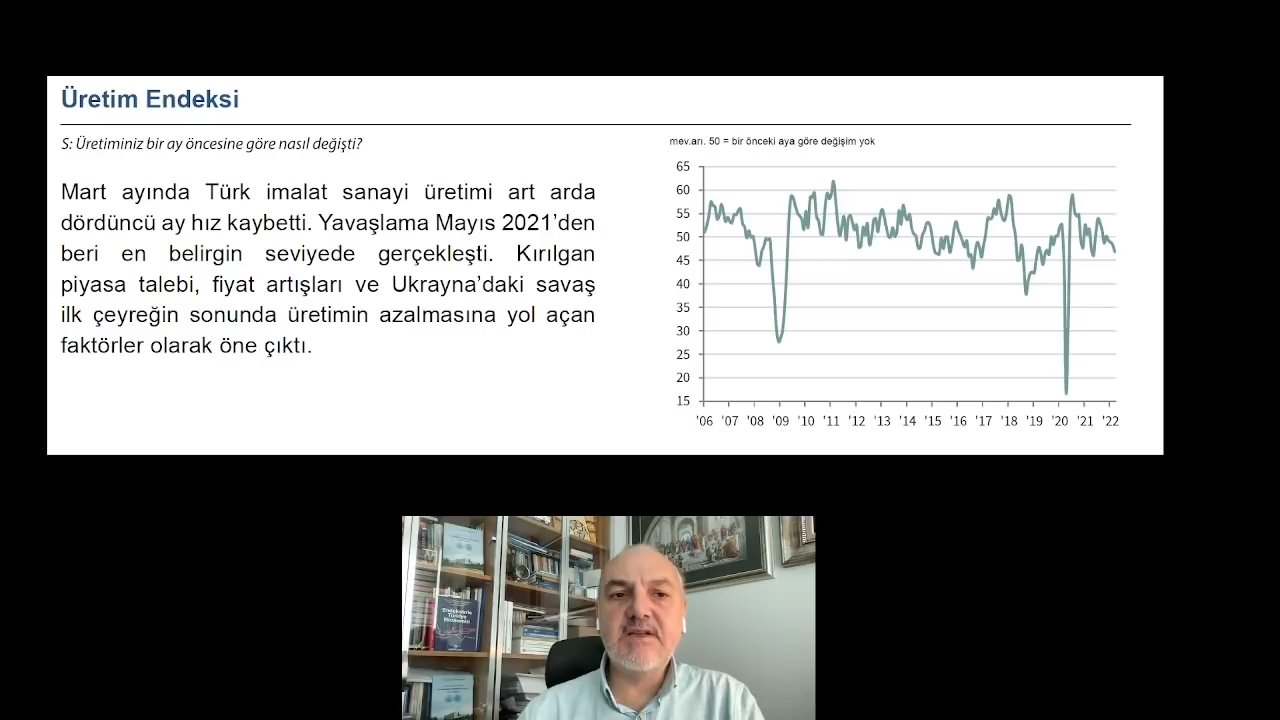 Üretim Endeksi
S: Üretiminiz bir ay öncesine göre nasıl değişti?
Mart ayında Türk imalat sanayi üretimi art arda
dördüncü ay hız kaybetti. Yavaşlama Mayıs 2021’den
beri en belirgin seviyede gerçekleşti. Kırılgan
piyasa talebi, fiyat artışları ve Ukrayna’daki savaş
ilk çeyreğin sonunda üretimin azalmasına yol açan
faktörler olarak öne çıktı.
mev.arı. 50 = bir önceki aya göre değişim yok
65
60
55
50
45
40
35
30
25
20
15
'06 '07 '08 '09 '10 '11 '12 '13 '14 '15 '16 '17 '18 '19 '20 '21 '22
Endekslerle
Türkiye
Ekonomisi